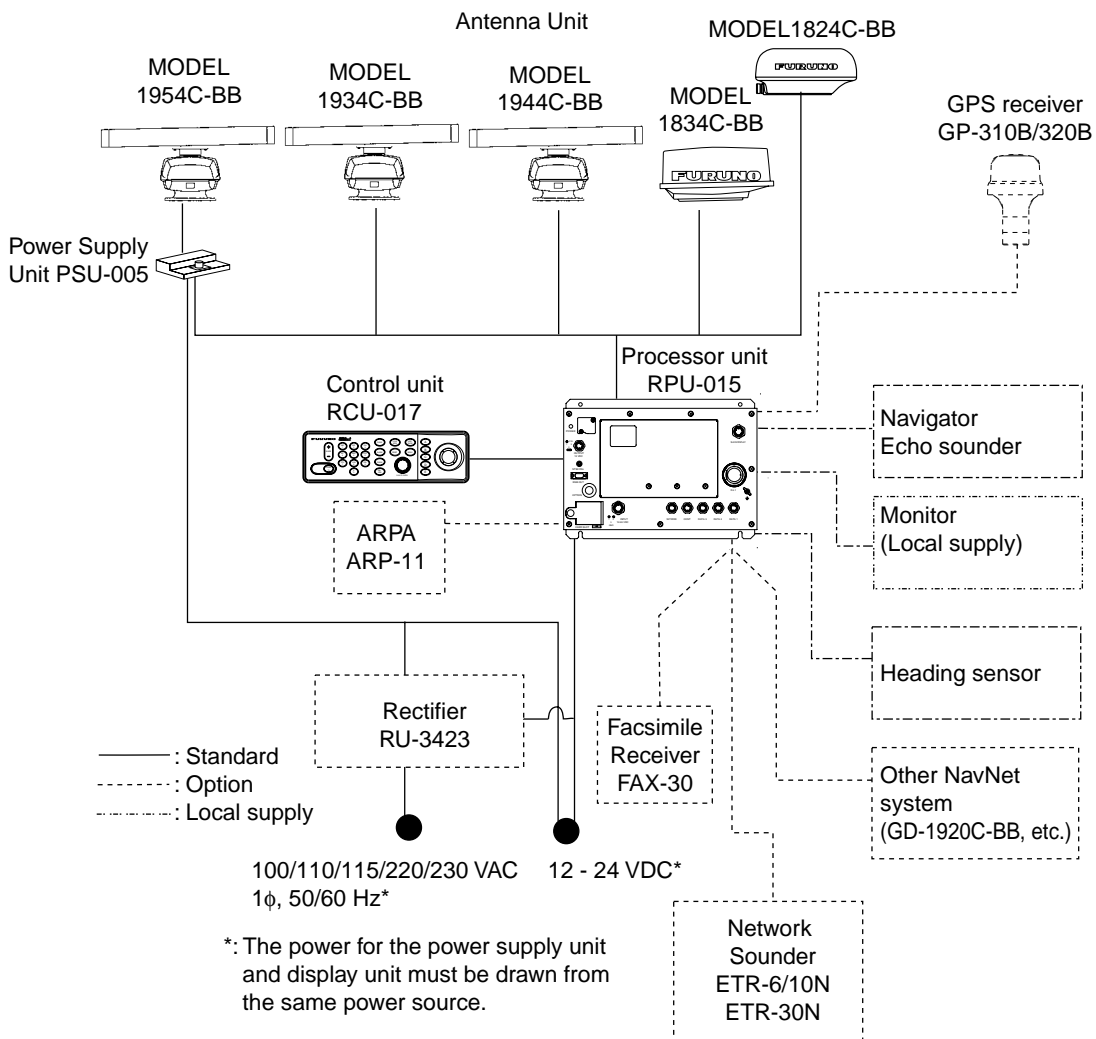 Antenna Unit
MODEL1824C-BB
MODEL
1954C-BB
MODEL
1934C-BB
MODEL
1944C-BB
MODEL
1834C-BB
FURUNO
FURUNO
GPS receiver
GP-310B/320B
Power Supply
Unit PSU-005
Processor unit
RPU-015
Control unit
RCU-017
Navigator
Echo sounder
ARPA
ARP-11
Monitor
(Local supply)
Heading sensor
Rectifier
RU-3423
Facsimile
Receiver
FAX-30
Other NavNet
system
(GD-1920C-BB, etc.)
: Standard
: Option
: Local supply
100/110/115/220/230 VAC
1ϕ, 50/60 Hz*
12 - 24 VDC*
*: The power for the power supply unit
and display unit must be drawn from
the same power source.
Network
Sounder
ETR-6/10N
ETR-30N